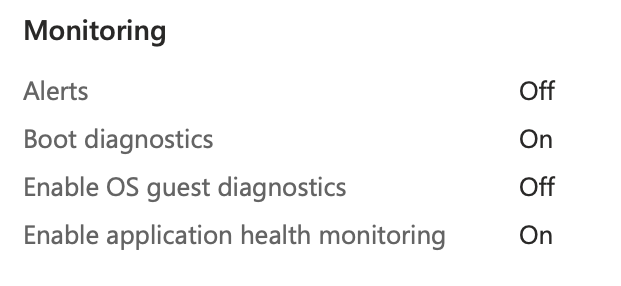 Monitoring
Alerts Off
Boot diagnostics On
Enable OS guest diagnostics Off
Enable application health monitoring On